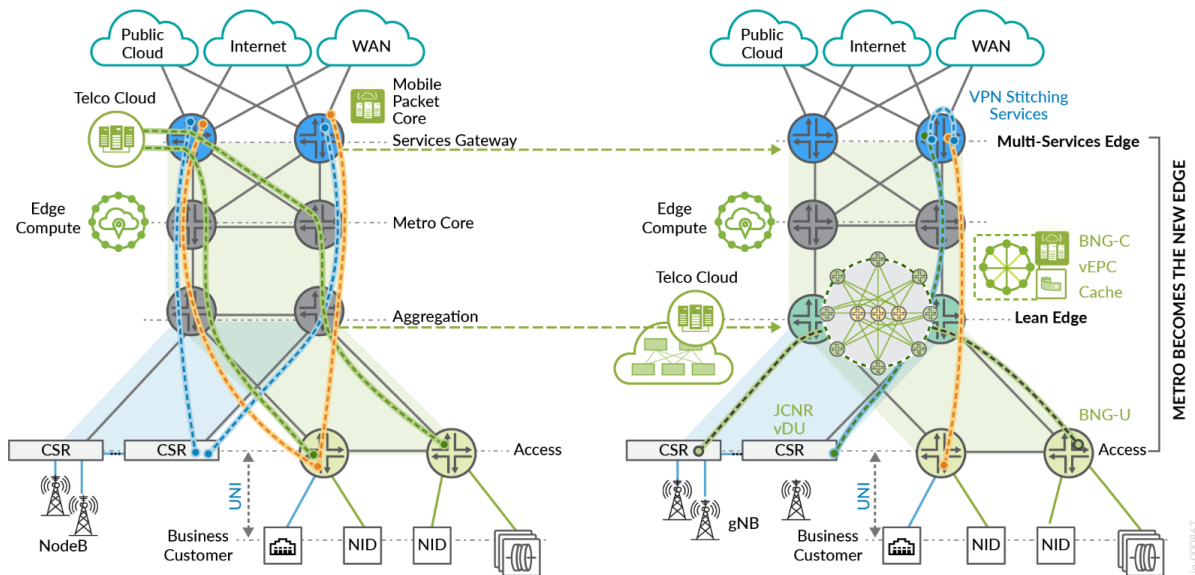 Public
Cloud
Internet
WAN
Telco Cloud
Mobile
Packet
Core
Services Gateway
Edge
Compute
Metro Core
Aggregation
CSR
CSR
Access
UNI
NodeB
Business
Customer
NID
NID
Public
Cloud
Internet
WAN
VPN Stitching
Services
Multi-Services Edge
Edge
Compute
BNG-C
vEPC
Cache
Telco Cloud
Lean Edge
METRO BECOMES THE NEW EDGE
JCNR
vDU
BNG-U
CSR
CSR
Access
UNI
gNB
Business
Customer
NID
NID
jn-000867